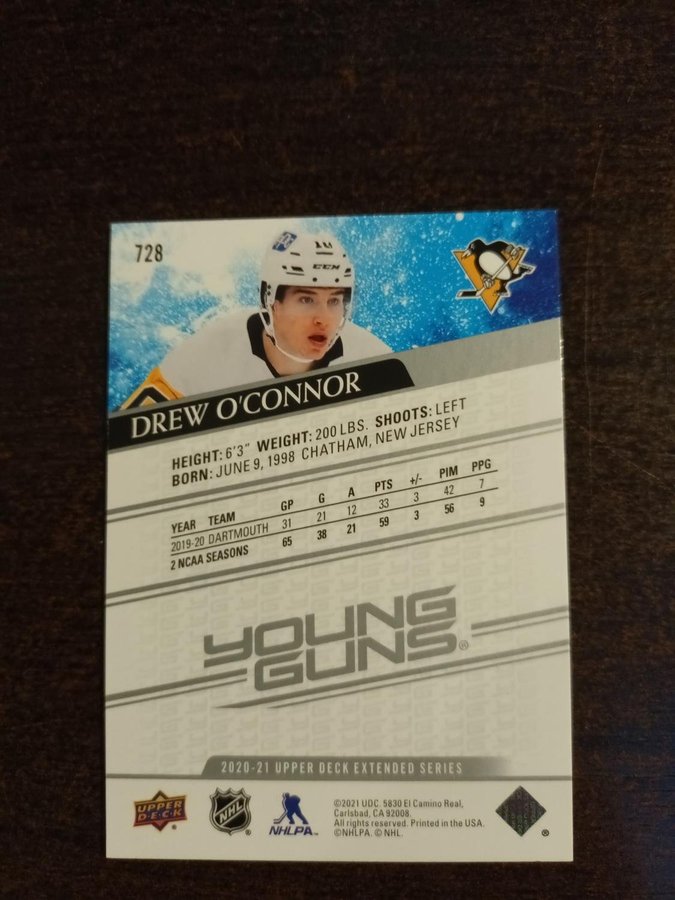 728
10
CCM
DREW O'CONNOR
HEIGHT: 6'3" WEIGHT: 200 LBS. SHOOTS: LEFT
BORN: JUNE 9, 1998 CHATHAM, NEW JERSEY
YEAR TEAM GP G A PTS +/- PIM PPG
2019-20 DARTMOUTH 31 21 12 33 3 42 7
2 NCAA SEASONS 65 38 21 59 3 56 9
YOUNG
GUNS®
2020-21 UPPER DECK EXTENDED SERIES
UPPER
DECK
NHL
NHLPA
©2021 UDC. 5830 El Camino Real,
Carlsbad, CA 92008.
All rights reserved. Printed in the USA.
©NHLPA. © NHL.
®